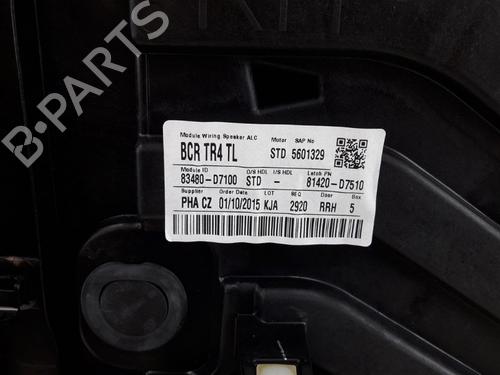 Module Wiring Speaker ALC Motor SAP No
BCR TR4 TL STD 5601329
Module ID O/S HDL I/S HDL Latch PN
83480-D7100 STD - 81420-D7510
Supplier Order Date LOT SEQ Door Box
PHA CZ 01/10/2015 KJA 2920 RRH 5
B-PARTS